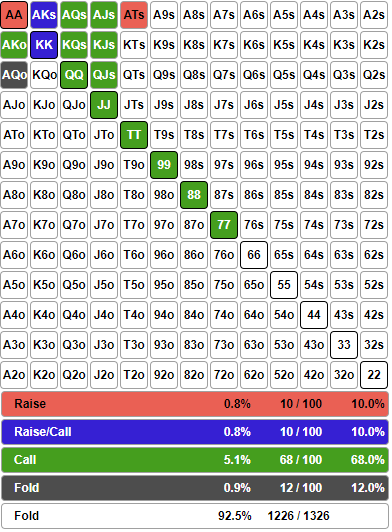 AA AKs AQs AJs ATs A9s A8s A7s A6s A5s A4s A3s A2s
AKo KK KQs KJs KTs K9s K8s K7s K6s K5s K4s K3s K2s
AQo KQo QQ QJs QTs Q9s Q8s Q7s Q6s Q5s Q4s Q3s Q2s
AJo KJo QJo JJ JTs J9s J8s J7s J6s J5s J4s J3s J2s
ATo KTo QTo JTo TT T9s T8s T7s T6s T5s T4s T3s T2s
A9o K9o Q9o J9o T9o 99 98s 97s 96s 95s 94s 93s 92s
A8o K8o Q8o J8o T8o 98o 88 87s 86s 85s 84s 83s 82s
A7o K7o Q7o J7o T7o 97o 87o 77 76s 75s 74s 73s 72s
A6o K6o Q6o J6o T6o 96o 86o 76o 66 65s 64s 63s 62s
A5o K5o Q5o J5o T5o 95o 85o 75o 65o 55 54s 53s 52s
A4o K4o Q4o J4o T4o 94o 84o 74o 64o 54o 44 43s 42s
A3o K3o Q3o J3o T3o 93o 83o 73o 63o 53o 43o 33 32s
A2o K2o Q2o J2o T2o 92o 82o 72o 62o 52o 42o 32o 22
Raise 0.8% 10 / 100 10.0%
Raise/Call 0.8% 10 / 100 10.0%
Call 5.1% 68 / 100 68.0%
Fold 0.9% 12 / 100 12.0%
92.5% 1226 / 1326